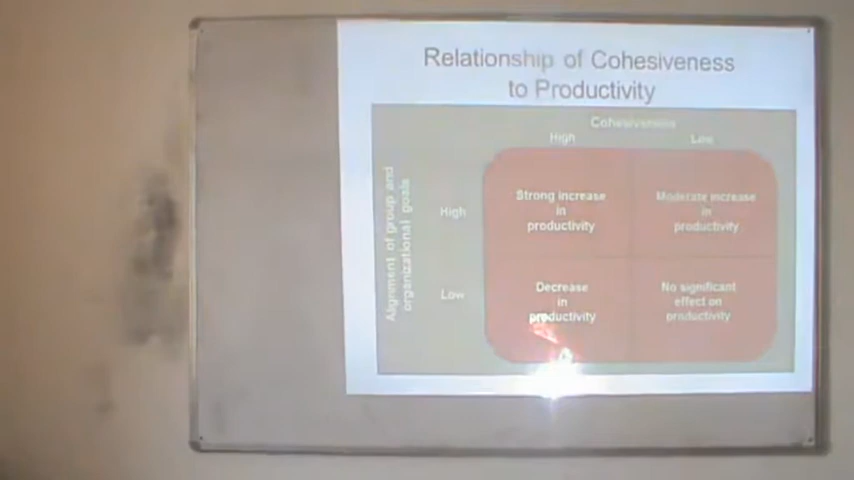 Relationship of Cohesiveness
to Productivity
Cohesiveness
High Low
Alignment of group and
organizational goals
High
Strong increase
in
productivity
Moderate increase
in
productivity
Low
Decrease
in
productivity
No significant
effect on
productivity